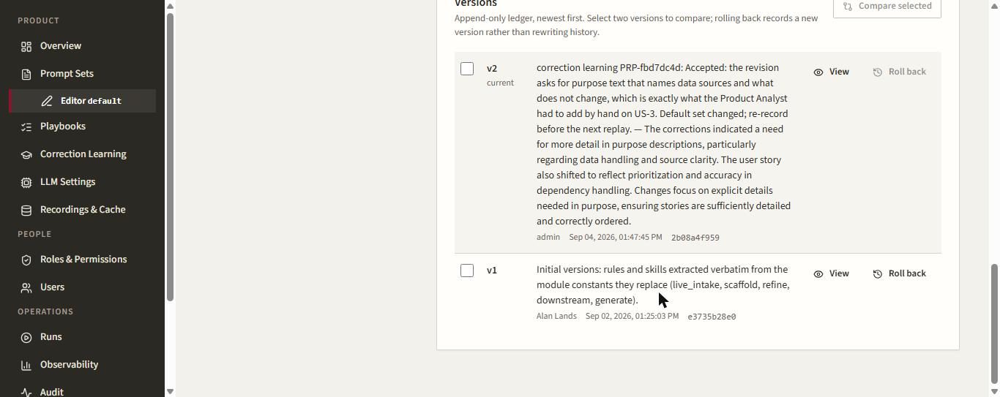 PRODUCT
Overview
Prompt Sets
Editor default
Playbooks
Correction Learning
LLM Settings
Recordings & Cache
PEOPLE
Roles & Permissions
Users
OPERATIONS
Runs
Observability
Audit
Versions
Append-only ledger, newest first. Select two versions to compare; rolling back records a new
version rather than rewriting history.
Compare selected
v2
current
correction learning PRP-fbd7dc4d: Accepted: the revision
asks for purpose text that names data sources and what
does not change, which is exactly what the Product Analyst
had to add by hand on US-3. Default set changed; re-record
before the next replay. — The corrections indicated a need
for more detail in purpose descriptions, particularly
regarding data handling and source clarity. The user story
also shifted to reflect prioritization and accuracy in
dependency handling. Changes focus on explicit details
needed in purpose, ensuring stories are sufficiently detailed
and correctly ordered.
admin Sep 04, 2026, 01:47:45 PM 2b08a4f959
View
Roll back
v1
Initial versions: rules and skills extracted verbatim from the
module constants they replace (live_intake, scaffold, refine,
downstream, generate).
Alan Lands Sep 02, 2026, 01:25:03 PM e3735b28e0
View
Roll back